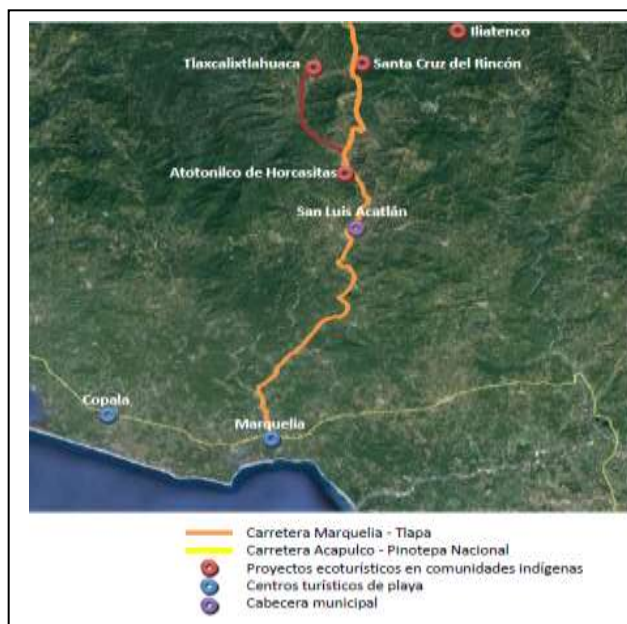 Iliatenco
Tlaxcalixtlahuaca
Santa Cruz del Rincón
Atotonilco de Horcasitas
San Luis Acatlán
Copala
Marquelia
Carretera Marquelia - Tlapa
Carretera Acapulco - Pinotepa Nacional
Proyectos ecoturísticos en comunidades indígenas
Centros turísticos de playa
Cabecera municipal